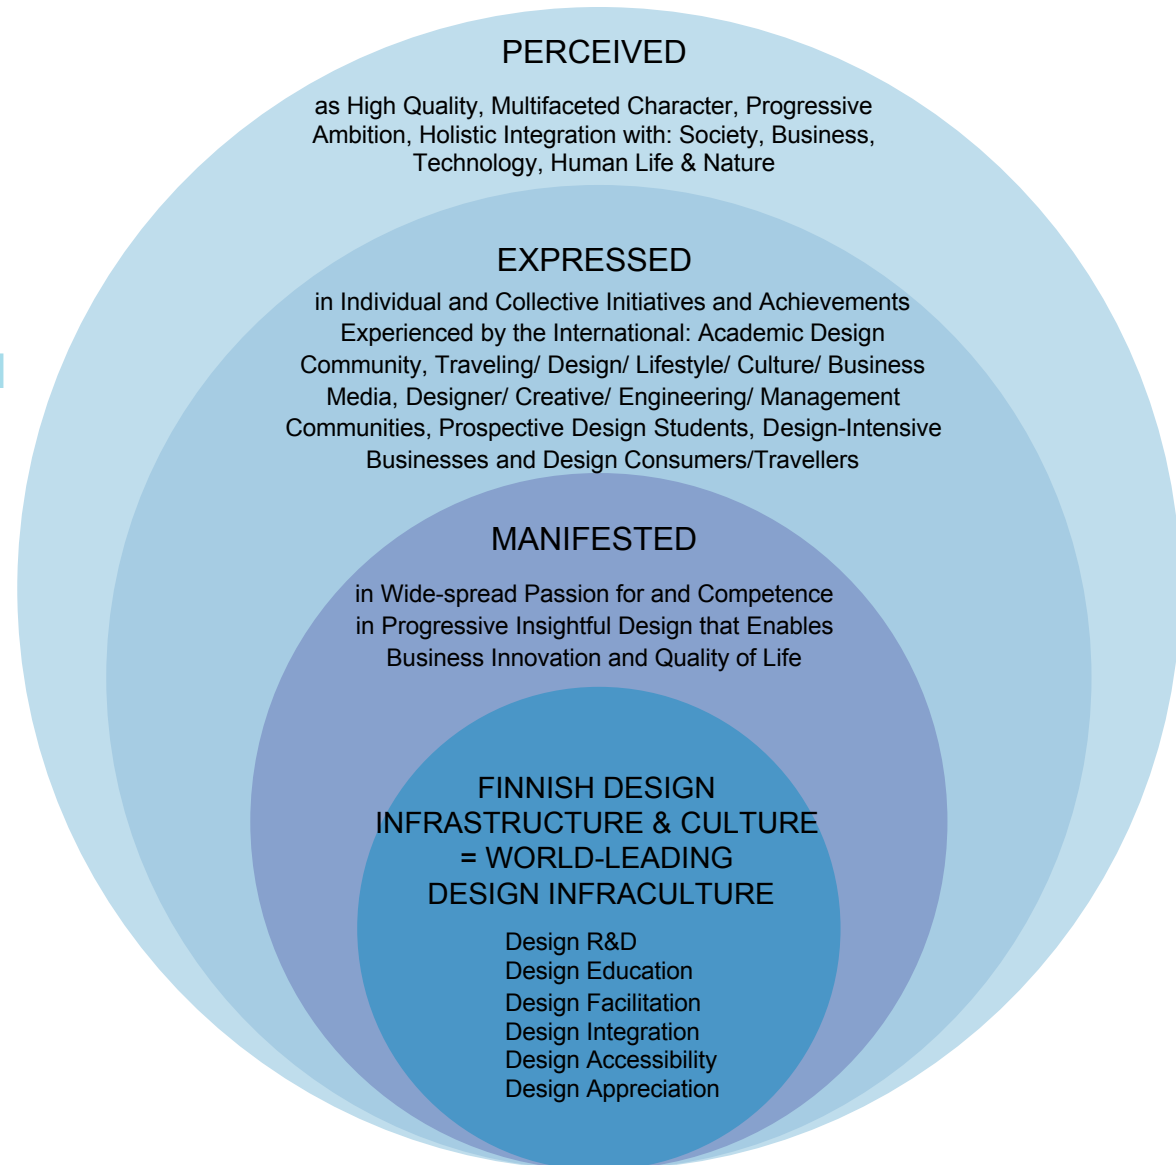 PERCEIVED
as High Quality, Multifaceted Character, Progressive
Ambition, Holistic Integration with: Society, Business,
Technology, Human Life & Nature
EXPRESSED
in Individual and Collective Initiatives and Achievements
Experienced by the International: Academic Design
Community, Traveling/ Design/ Lifestyle/ Culture/ Business
Media, Designer/ Creative/ Engineering/ Management
Communities, Prospective Design Students, Design-Intensive
Businesses and Design Consumers/Travellers
MANIFESTED
in Wide-spread Passion for and Competence
in Progressive Insightful Design that Enables
Business Innovation and Quality of Life
FINNISH DESIGN
INFRASTRUCTURE & CULTURE
= WORLD-LEADING
DESIGN INFRACULTURE
Design R&D
Design Education
Design Facilitation
Design Integration
Design Accessibility
Design Appreciation